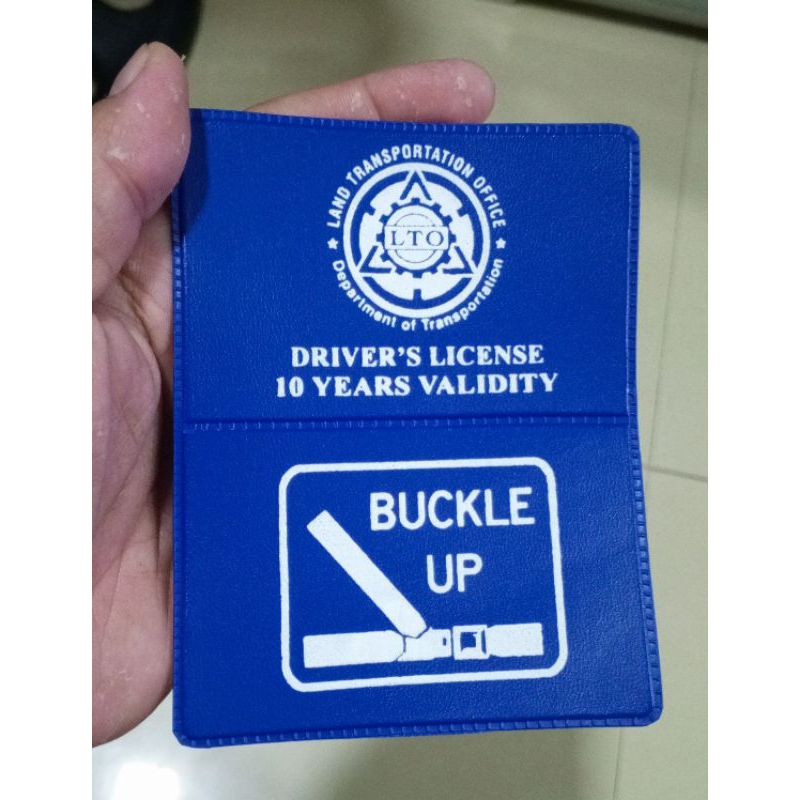 ★ LAND TRANSPORTATION OFFICE ★
LTO
Department of Transportation
DRIVER'S LICENSE
10 YEARS VALIDITY
BUCKLE
UP